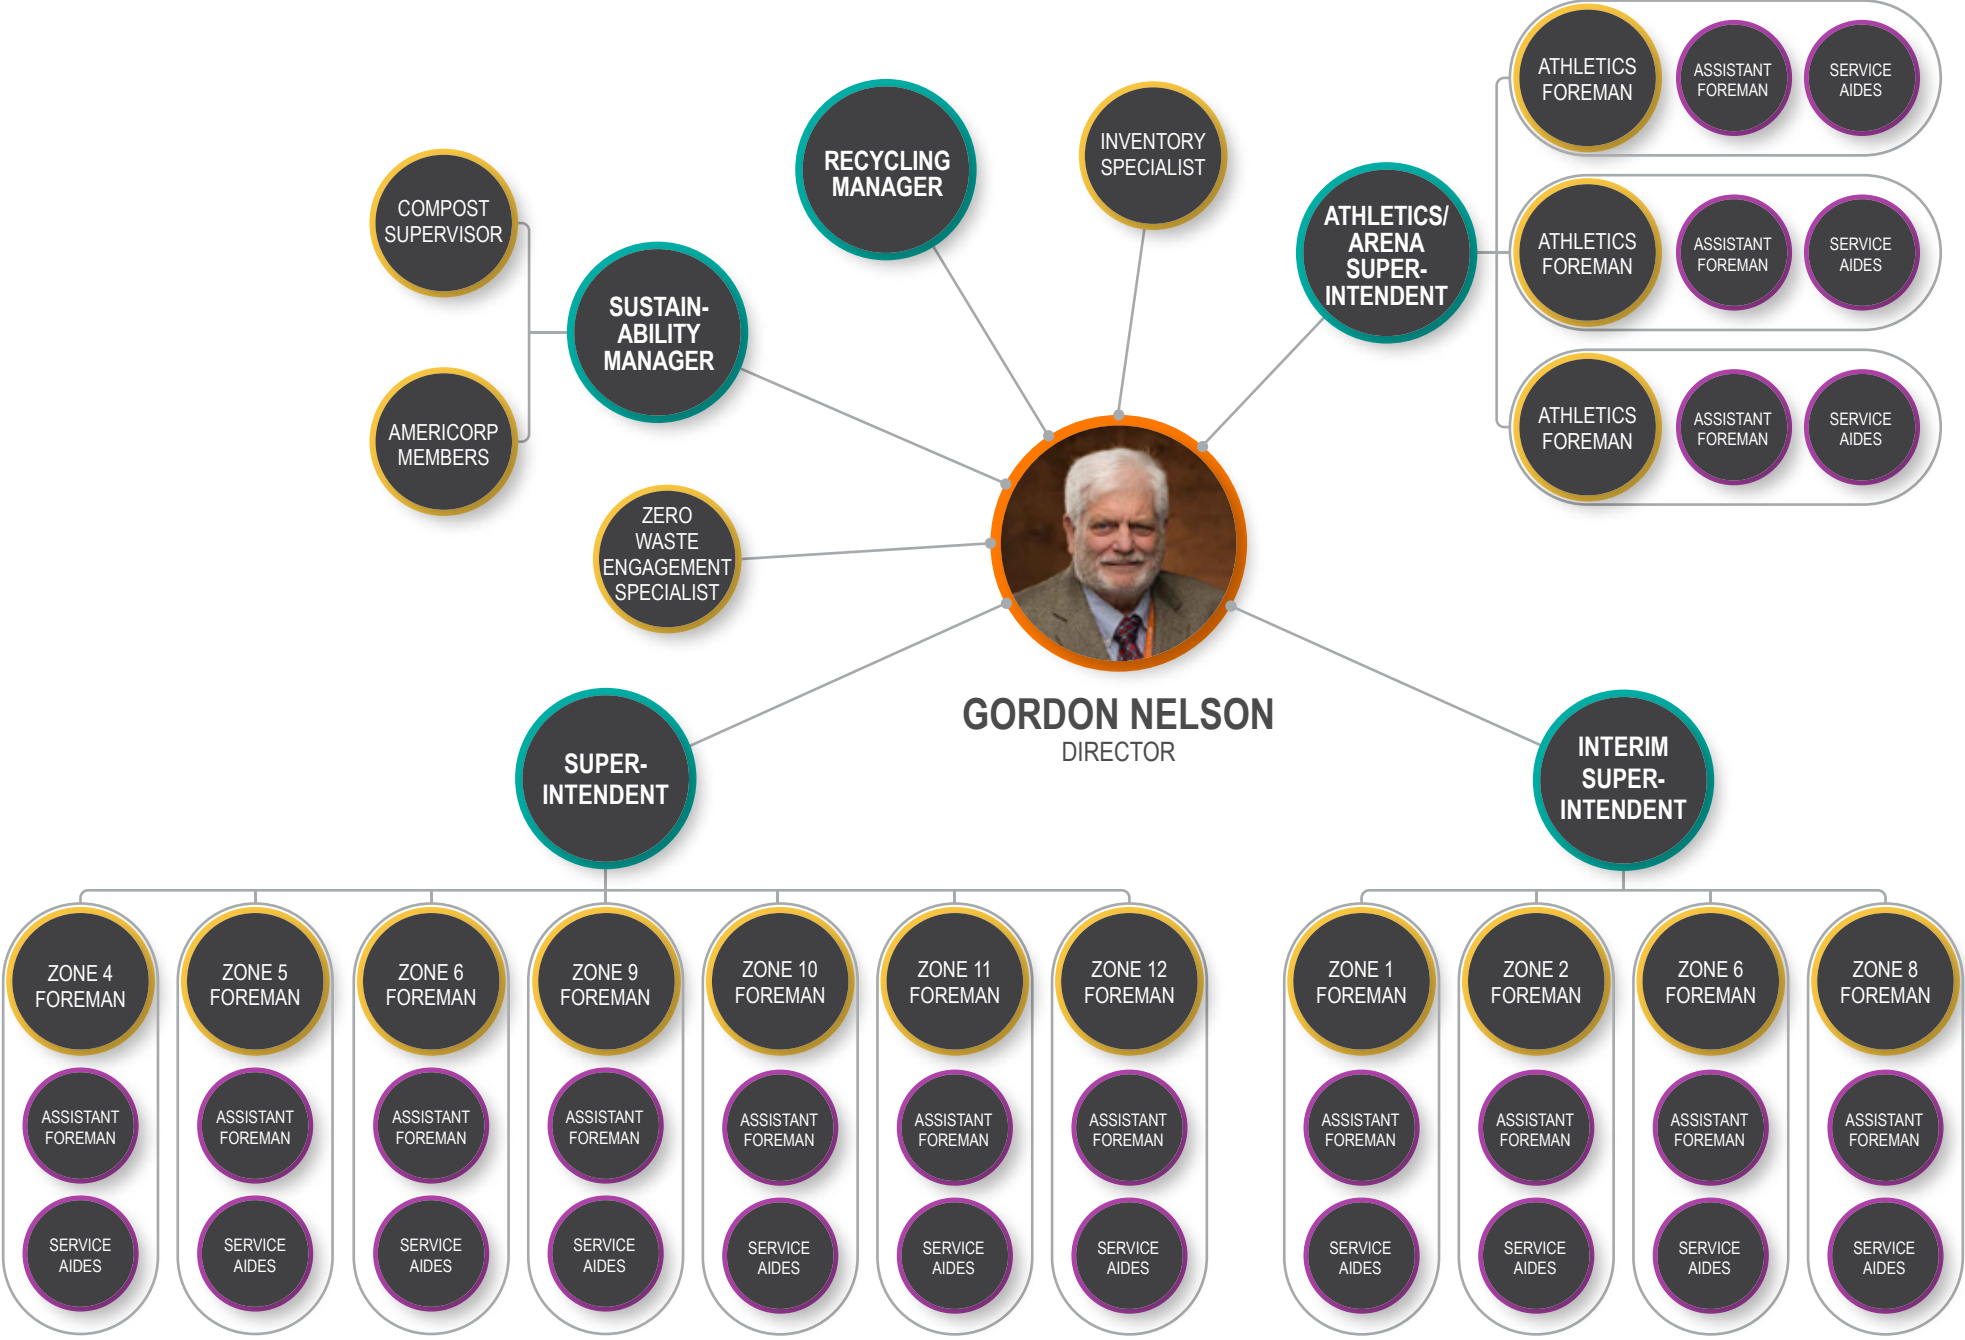 ATHLETICS
FOREMAN
ASSISTANT
FOREMAN
SERVICE
AIDES
RECYCLING
MANAGER
INVENTORY
SPECIALIST
COMPOST
SUPERVISOR
ATHLETICS/
ARENA
SUPER-
INTENDENT
ATHLETICS
FOREMAN
ASSISTANT
FOREMAN
SERVICE
AIDES
SUSTAIN-
ABILITY
MANAGER
AMERICORP
MEMBERS
ATHLETICS
FOREMAN
ASSISTANT
FOREMAN
SERVICE
AIDES
ZERO
WASTE
ENGAGEMENT
SPECIALIST
GORDON NELSON
DIRECTOR
SUPER-
INTENDENT
INTERIM
SUPER-
INTENDENT
ZONE 4
FOREMAN
ZONE 5
FOREMAN
ZONE 6
FOREMAN
ZONE 9
FOREMAN
ZONE 10
FOREMAN
ZONE 11
FOREMAN
ZONE 12
FOREMAN
ZONE 1
FOREMAN
ZONE 2
FOREMAN
ZONE 6
FOREMAN
ZONE 8
FOREMAN
ASSISTANT
FOREMAN
ASSISTANT
FOREMAN
ASSISTANT
FOREMAN
ASSISTANT
FOREMAN
ASSISTANT
FOREMAN
ASSISTANT
FOREMAN
ASSISTANT
FOREMAN
ASSISTANT
FOREMAN
ASSISTANT
FOREMAN
ASSISTANT
FOREMAN
ASSISTANT
FOREMAN
SERVICE
AIDES
SERVICE
AIDES
SERVICE
AIDES
SERVICE
AIDES
SERVICE
AIDES
SERVICE
AIDES
SERVICE
AIDES
SERVICE
AIDES
SERVICE
AIDES
SERVICE
AIDES
SERVICE
AIDES